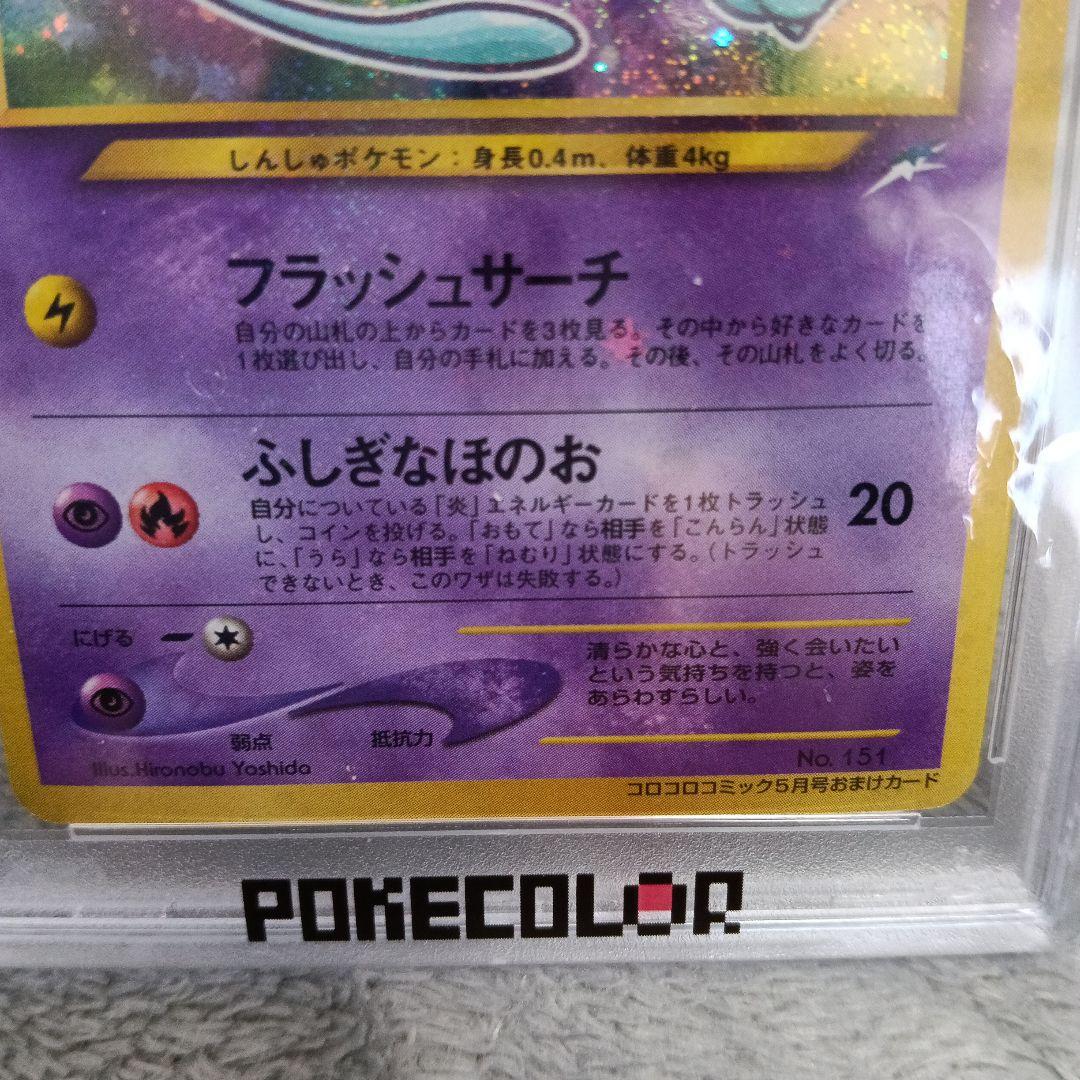 しんしゅポケモン：身長0.4m、体重4kg
フラッシュサーチ
自分の山札の上からカードを3枚見る。その中から好きなカードを
1枚選び出し、自分の手札に加える。その後、その山札をよく切る。
ふしぎなほのお
20
自分についている「炎」エネルギーカードを1枚トラッシュ
し、コインを投げる。「おもて」なら相手を「こんらん」状態
に、「うら」なら相手を「ねむり」状態にする。（トラッシュ
できないとき、このワザは失敗する。）
にげる
清らかな心と、強く会いたい
という気持ちを持つと、姿を
あらわすらしい。
弱点
抵抗力
Illus.Hironobu Yoshida
No. 151
コロコロコミック5月号おまけカード
POKECOLOR